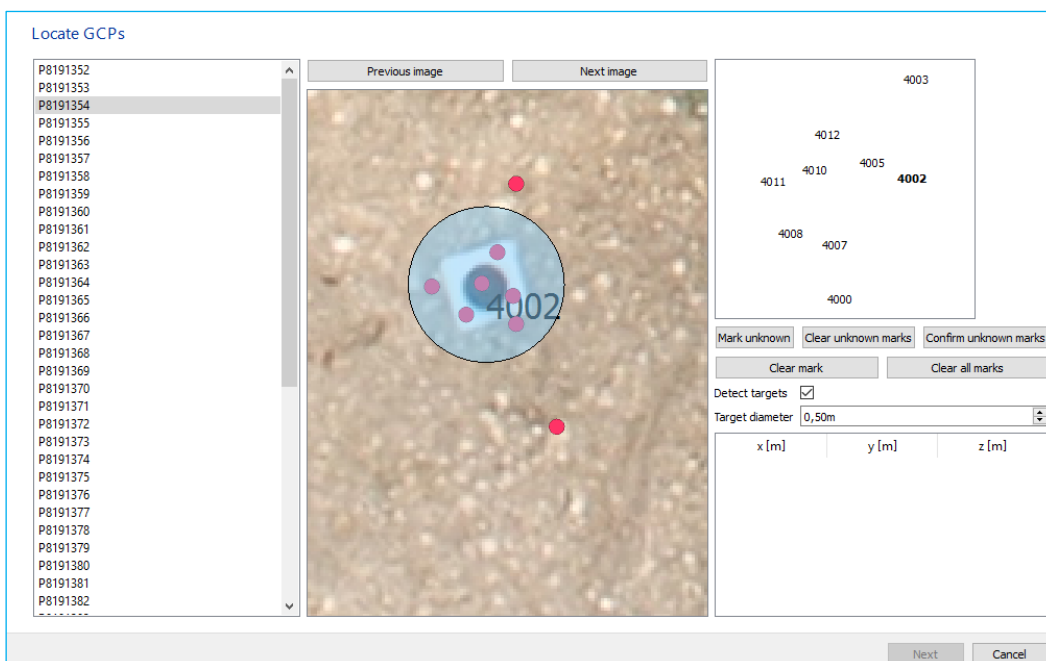 Locate GCPs
P8191352
P8191353
P8191354
P8191355
P8191356
P8191357
P8191358
P8191359
P8191360
P8191361
P8191362
P8191363
P8191364
P8191365
P8191366
P8191367
P8191368
P8191369
P8191370
P8191371
P8191372
P8191373
P8191374
P8191375
P8191376
P8191377
P8191378
P8191379
P8191380
P8191381
P8191382
Previous image Next image
4002
4003
4012
4005
4010
4002
4011
4008
4007
4000
Mark unknown Clear unknown marks Confirm unknown marks
Clear mark Clear all marks
Detect targets
Target diameter 0,50m
x [m] y [m] z [m]
Next Cancel